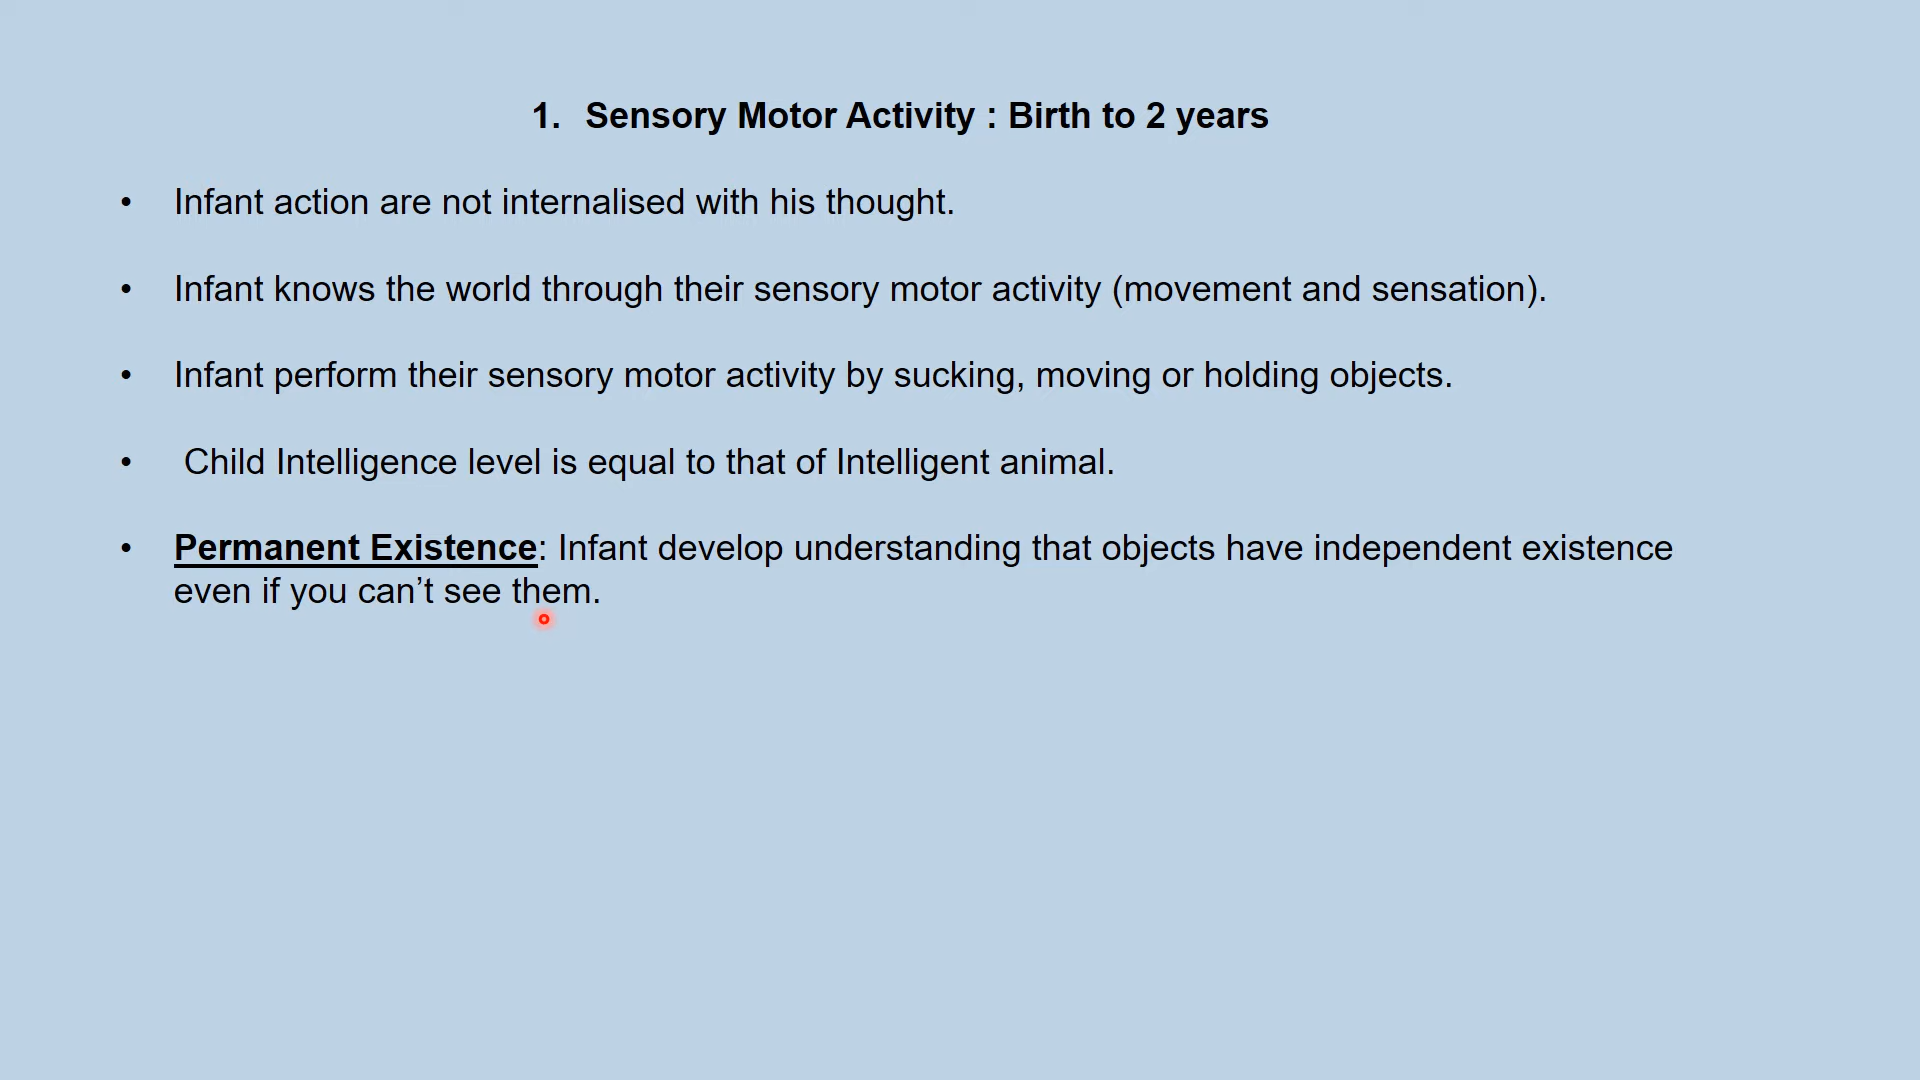 1. Sensory Motor Activity : Birth to 2 years
• Infant action are not internalised with his thought.
• Infant knows the world through their sensory motor activity (movement and sensation).
• Infant perform their sensory motor activity by sucking, moving or holding objects.
• Child Intelligence level is equal to that of Intelligent animal.
• Permanent Existence: Infant develop understanding that objects have independent existence
even if you can’t see them.